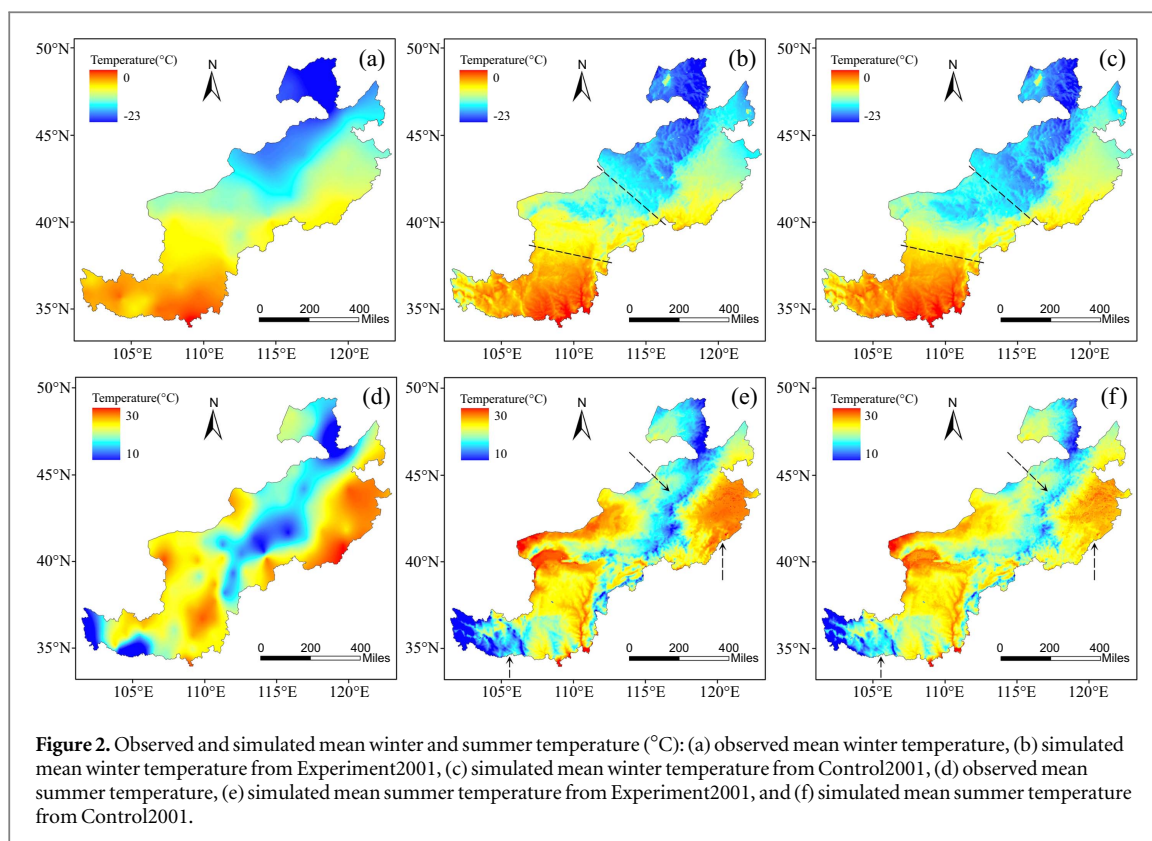 50°N
Temperature(°C)
0
-23
N
(a)
45°N
40°N
35°N
0 200 400
Miles
105°E 110°E 115°E 120°E
50°N
Temperature(°C)
0
-23
N
(b)
45°N
40°N
35°N
0 200 400
Miles
105°E 110°E 115°E 120°E
50°N
Temperature(°C)
0
-23
N
(c)
45°N
40°N
35°N
0 200 400
Miles
105°E 110°E 115°E 120°E
50°N
Temperature(°C)
30
10
N
(d)
45°N
40°N
35°N
0 200 400
Miles
105°E 110°E 115°E 120°E
50°N
Temperature(°C)
30
10
N
(e)
45°N
40°N
35°N
0 200 400
Miles
105°E 110°E 115°E 120°E
50°N
Temperature(°C)
30
10
N
(f)
45°N
40°N
35°N
0 200 400
Miles
105°E 110°E 115°E 120°E
Figure 2. Observed and simulated mean winter and summer temperature (°C): (a) observed mean winter temperature, (b) simulated
mean winter temperature from Experiment2001, (c) simulated mean winter temperature from Control2001, (d) observed mean
summer temperature, (e) simulated mean summer temperature from Experiment2001, and (f) simulated mean summer temperature
from Control2001.